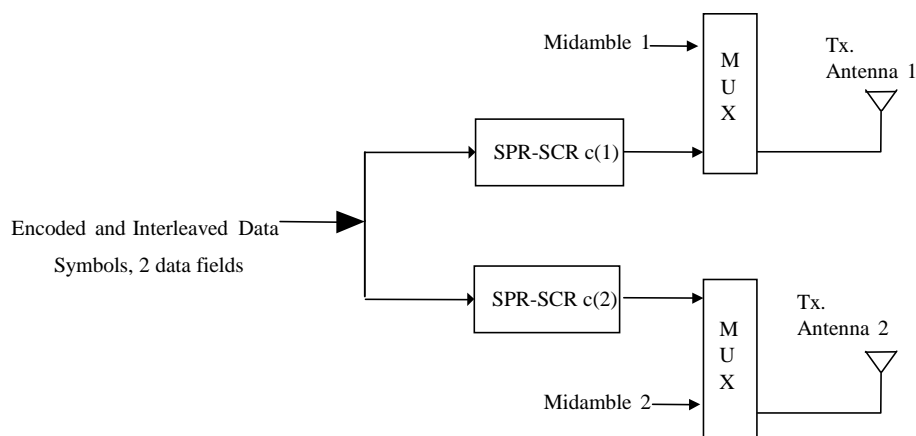 Midamble 1
M
U
X
Tx.
Antenna 1
SPR-SCR c(1)
Encoded and Interleaved Data
Symbols, 2 data fields
SPR-SCR c(2)
Tx.
Antenna 2
M
U
X
Midamble 2